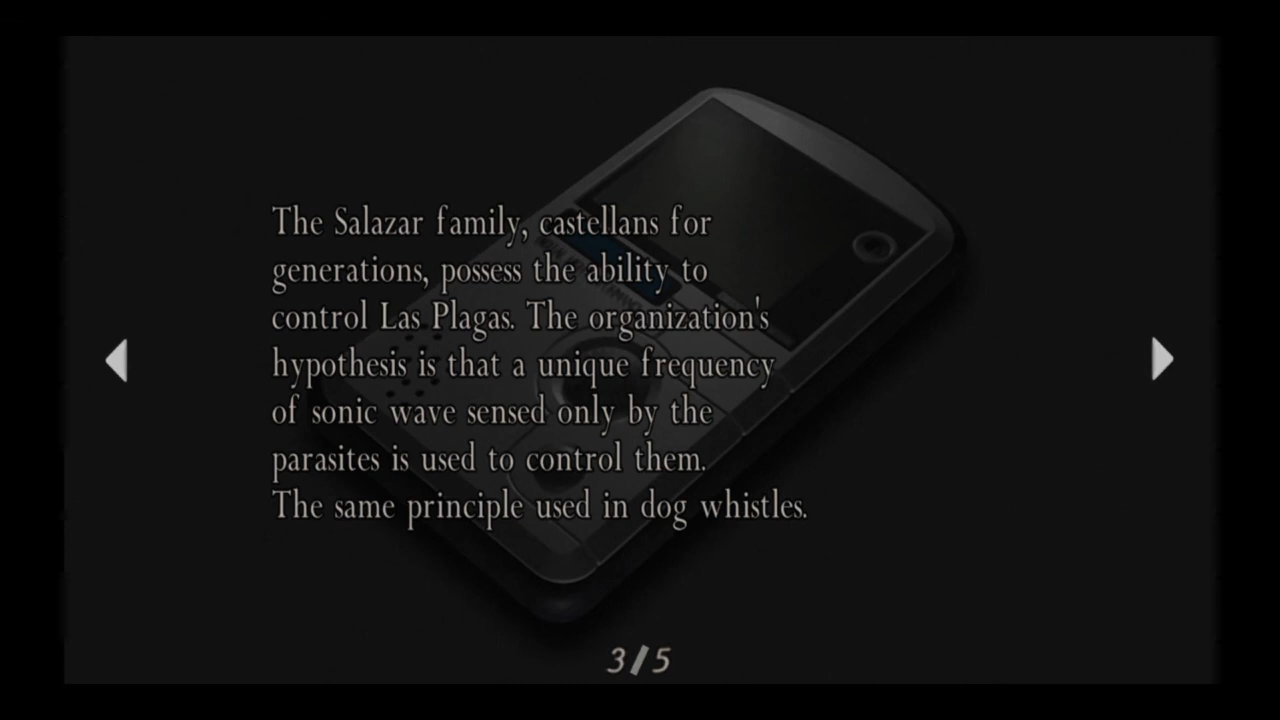 The Salazar family, castellans for
generations, possess the ability to
control Las Plagas. The organization's
hypothesis is that a unique frequency
of sonic wave sensed only by the
parasites is used to control them.
The same principle used in dog whistles.
3/5